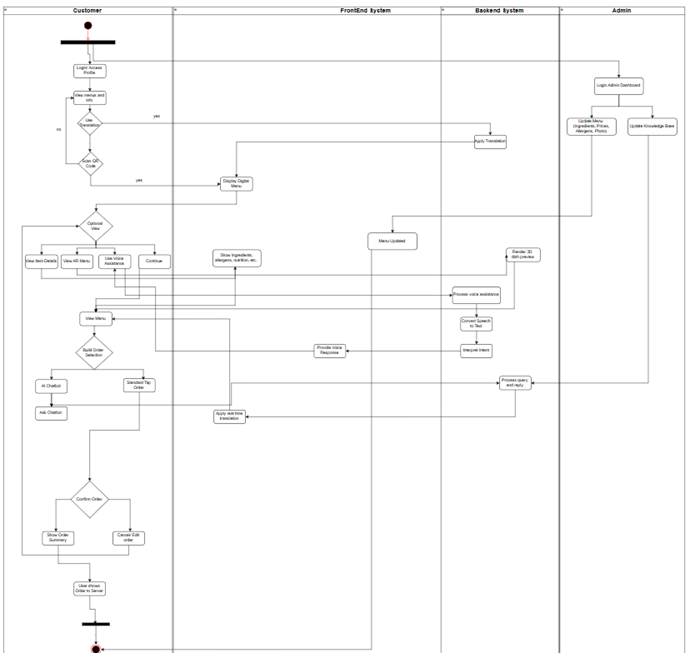 Customer
FrontEnd System
Backend System
Admin
Login/Access
Profile
Login Admin Dashboard
View menus and
info
Update Menu
(Ingredients, Prices,
Allergens, Photo)
Update Knowledge Base
yes
Use
Translation
no
Apply Translation
Scan QR
Code
yes
Display Digital
Menu
Optional
View
Menu Updated
View Item Details
View AR Menu
Use Voice
Assistance
Continue
Show Ingredients,
allergens, nutrition, etc.
Render 3D
dish preview
Process voice assistance
View Menu
Convert Speech
to Text
Build Order
Selection
Provide Voice
Response
Interpret Intent
AI Chatbot
Standard Tap
Order
Process query
and reply
Ask Chatbot
Apply real-time
translation
Confirm Order
Show Order
Summary
Cancel/Edit
order
User shows
Order to Server